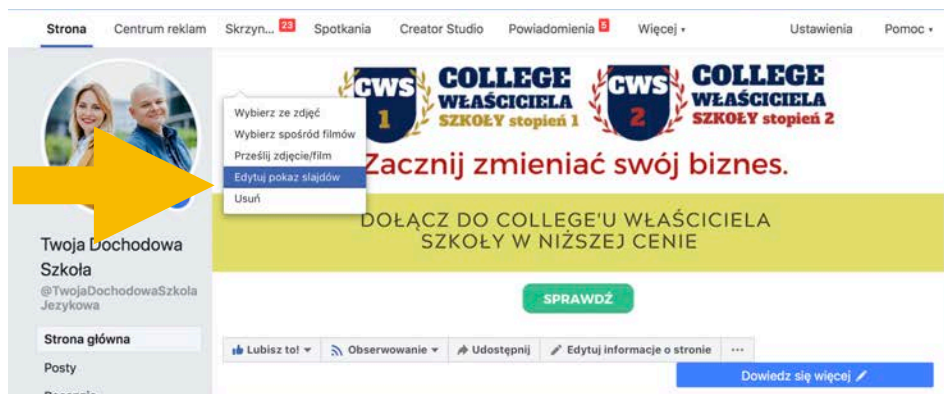 Strona Centrum reklam Skrzyn... 23 Spotkania Creator Studio Powiadomienia 5 Więcej Ustawienia Pomoc
Wybierz ze zdjęć
Wybierz spośród filmów
Prześlij zdjęcie/film
Edytuj pokaz slajdów
Usuń
CWS
1
COLLEGE
WŁAŚCICIELA
SZKOŁY stopień 1
CWS
2
COLLEGE
WŁAŚCICIELA
SZKOŁY stopień 2
Zacznij zmieniać swój biznes.
DOŁĄCZ DO COLLEGE'U WŁAŚCICIELA
SZKOŁY W NIŻSZEJ CENIE
SPRAWDŹ
Twoja Dochodowa
Szkoła
@TwojaDochodowaSzkola
Jezykowa
Strona główna
Posty
Lubisz to! Obserwowanie Udostępnij Edytuj informacje o stronie ...
Dowiedz się więcej